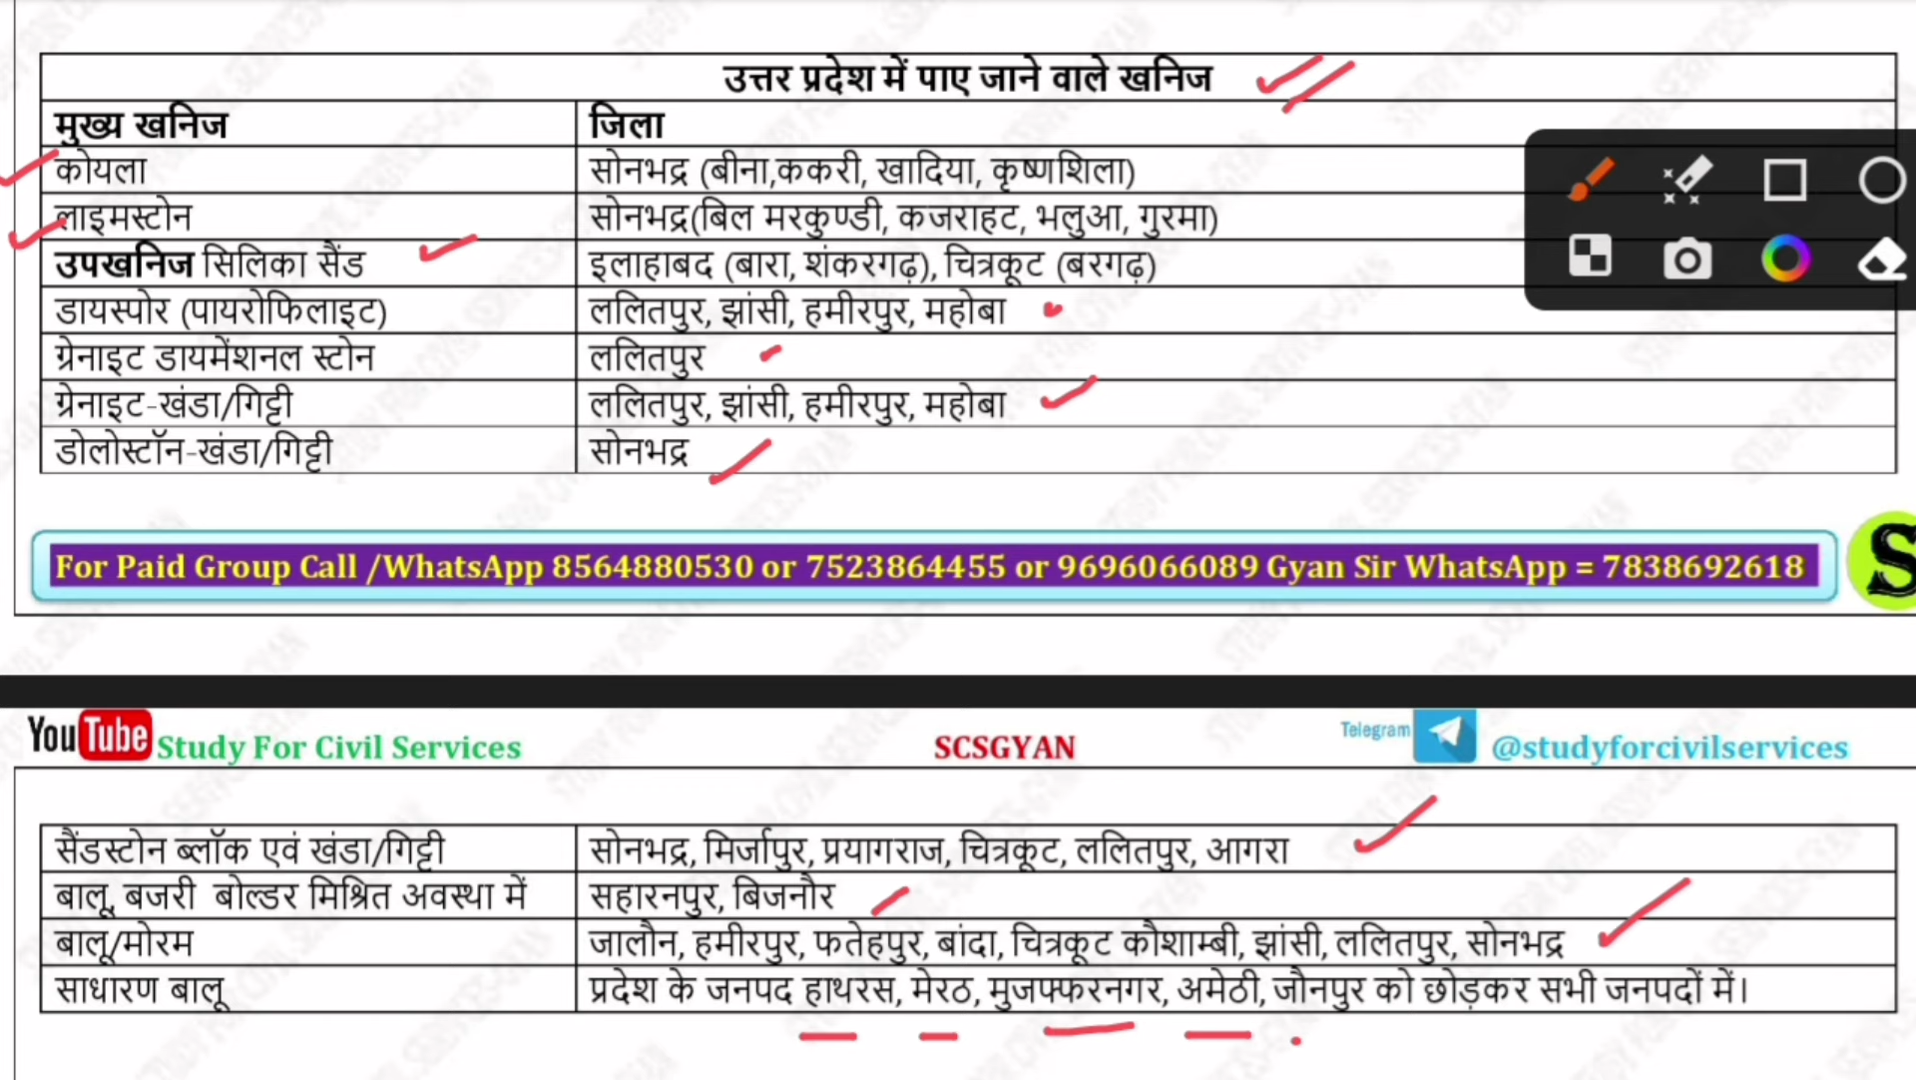 उत्तर प्रदेश में पाए जाने वाले खनिज
मुख्य खनिज जिला
कोयला सोनभद्र (बीना,ककरी, खादिया, कृष्णशिला)
लाइमस्टोन सोनभद्र(बिल मरकुण्डी, कजराहट, भलुआ, गुरमा)
उपखनिज सिलिका सैंड इलाहाबद (बारा, शंकरगढ़), चित्रकूट (बरगढ़)
डायस्पोर (पायरोफिलाइट) ललितपुर, झांसी, हमीरपुर, महोबा
ग्रेनाइट डायमेंशनल स्टोन ललितपुर
ग्रेनाइट-खंडा/गिट्टी ललितपुर, झांसी, हमीरपुर, महोबा
डोलोस्टॉन-खंडा/गिट्टी सोनभद्र
For Paid Group Call /WhatsApp 8564880530 or 7523864455 or 9696066089 Gyan Sir WhatsApp = 7838692618
S
YouTube Study For Civil Services SCSGYAN Telegram @studyforcivilservices
सैंडस्टोन ब्लॉक एवं खंडा/गिट्टी सोनभद्र, मिर्जापुर, प्रयागराज, चित्रकूट, ललितपुर, आगरा
बालू, बजरी बोल्डर मिश्रित अवस्था में सहारनपुर, बिजनौर
बालू/मोरम जालौन, हमीरपुर, फतेहपुर, बांदा, चित्रकूट कौशाम्बी, झांसी, ललितपुर, सोनभद्र
साधारण बालू प्रदेश के जनपद हाथरस, मेरठ, मुजफ्फरनगर, अमेठी, जौनपुर को छोड़कर सभी जनपदों में।